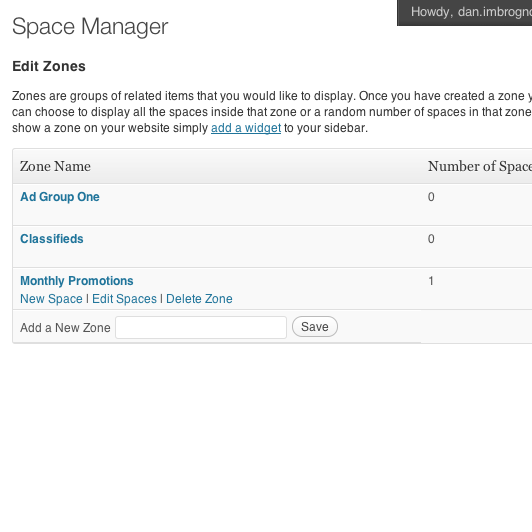 Space Manager
Howdy, dan.imbrogno
Edit Zones
Zones are groups of related items that you would like to display. Once you have created a zone y
can choose to display all the spaces inside that zone or a random number of spaces in that zone
show a zone on your website simply add a widget to your sidebar.
Zone Name Number of Space
Ad Group One 0
Classifieds 0
Monthly Promotions 1
New Space | Edit Spaces | Delete Zone
Add a New Zone Save